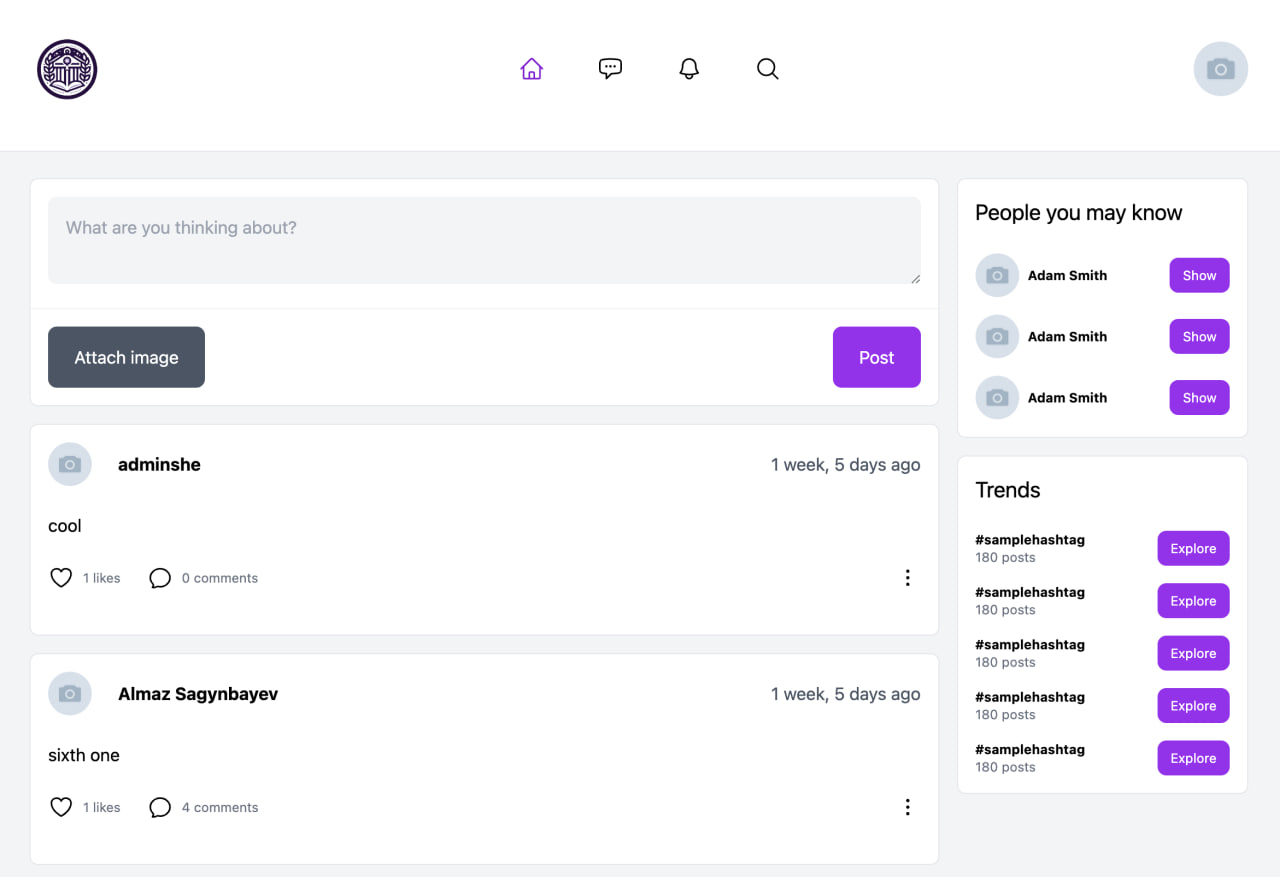 What are you thinking about?
Attach image
Post
adminshe
1 week, 5 days ago
cool
1 likes
0 comments
Almaz Sagynbayev
1 week, 5 days ago
sixth one
1 likes
4 comments
People you may know
Adam Smith
Show
Adam Smith
Show
Adam Smith
Show
Trends
#samplehashtag
180 posts
Explore
#samplehashtag
180 posts
Explore
#samplehashtag
180 posts
Explore
#samplehashtag
180 posts
Explore
#samplehashtag
180 posts
Explore